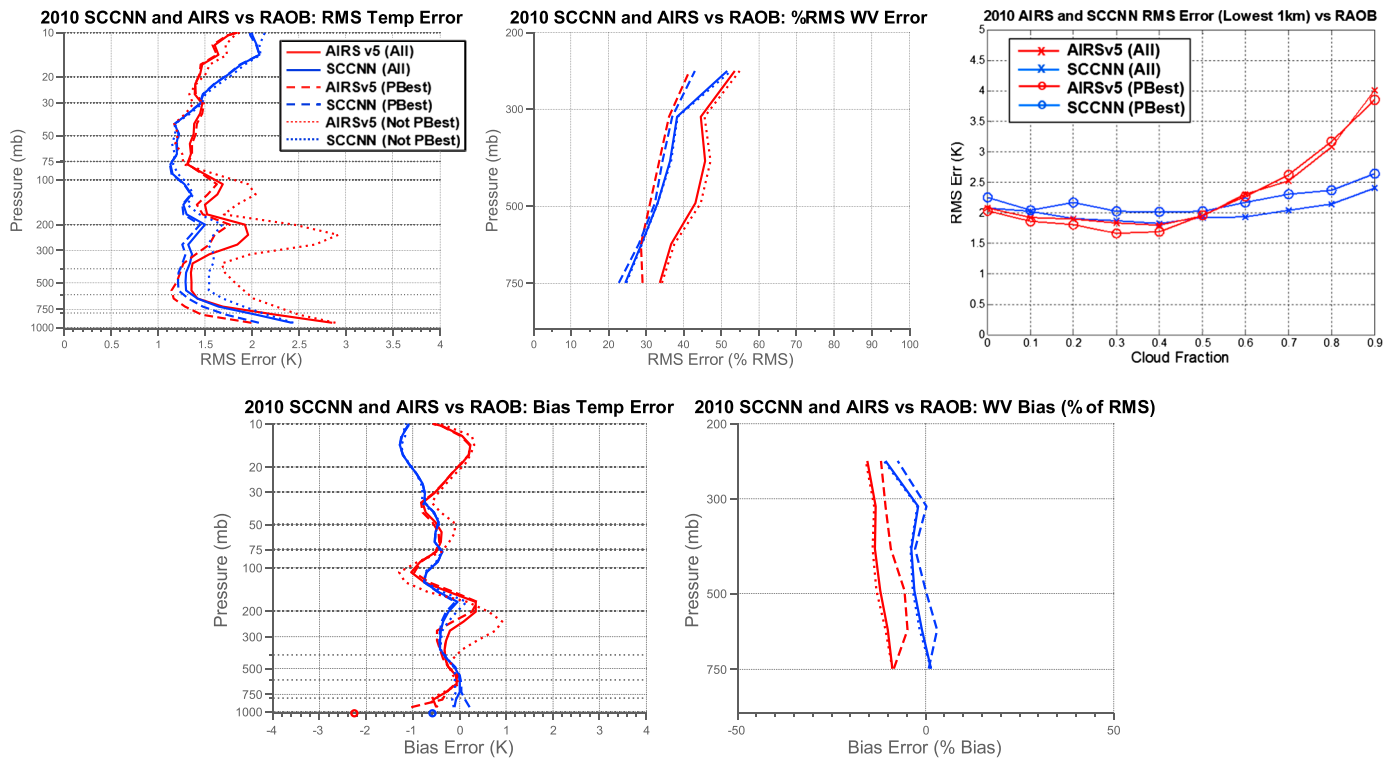 2010 SCCNN and AIRS vs RAOB: RMS Temp Error
10
20
30
50
75
100
200
300
500
750
1000
Pressure (mb)
0 0.5 1 1.5 2 2.5 3 3.5 4
RMS Error (K)
AIRS v5 (All)
SCCNN (All)
AIRSv5 (PBest)
SCCNN (PBest)
AIRSv5 (Not PBest)
SCCNN (Not PBest)
2010 SCCNN and AIRS vs RAOB: %RMS WV Error
200
300
500
750
Pressure (mb)
0 10 20 30 40 50 60 70 80 90 100
RMS Error (% RMS)
2010 AIRS and SCCNN RMS Error (Lowest 1km) vs RAOB
5
4.5
4
3.5
3
2.5
2
1.5
1
0.5
0
RMS Err (K)
0 0.1 0.2 0.3 0.4 0.5 0.6 0.7 0.8 0.9
Cloud Fraction
AIRSv5 (All)
SCCNN (All)
AIRSv5 (PBest)
SCCNN (PBest)
2010 SCCNN and AIRS vs RAOB: Bias Temp Error
10
20
30
50
75
100
200
300
500
750
1000
Pressure (mb)
-4 -3 -2 -1 0 1 2 3 4
Bias Error (K)
2010 SCCNN and AIRS vs RAOB: WV Bias (% of RMS)
200
300
500
750
Pressure (mb)
-50 0 50
Bias Error (% Bias)